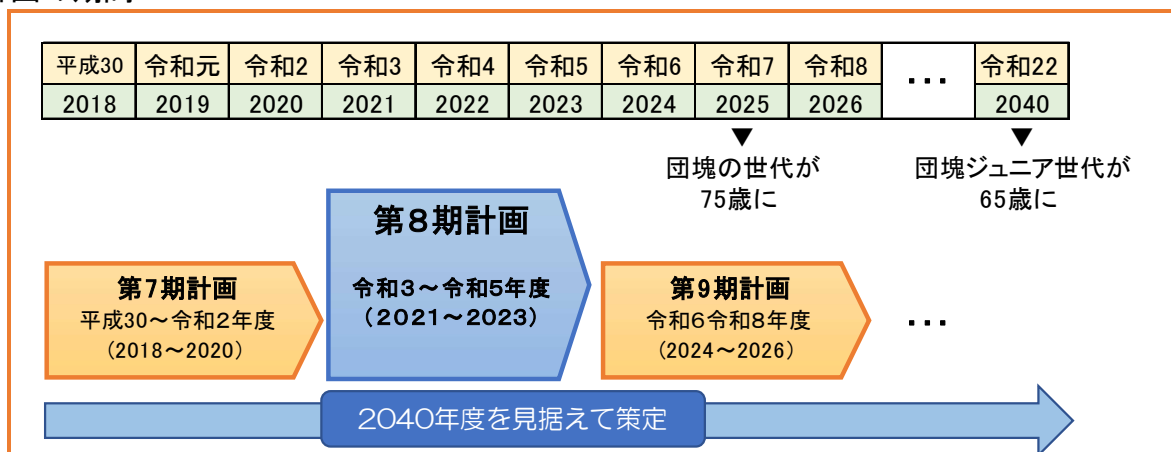 平成30 令和元 令和2 令和3 令和4 令和5 令和6 令和7 令和8 ... 令和22
2018 2019 2020 2021 2022 2023 2024 2025 2026 2040
▼ ▼
団塊の世代が 団塊ジュニア世代が
75歳に 65歳に
第8期計画
令和3～令和5年度
（2021～2023）
第7期計画
平成30～令和2年度
（2018～2020）
第9期計画
令和6令和8年度
（2024～2026）
...
2040年度を見据えて策定